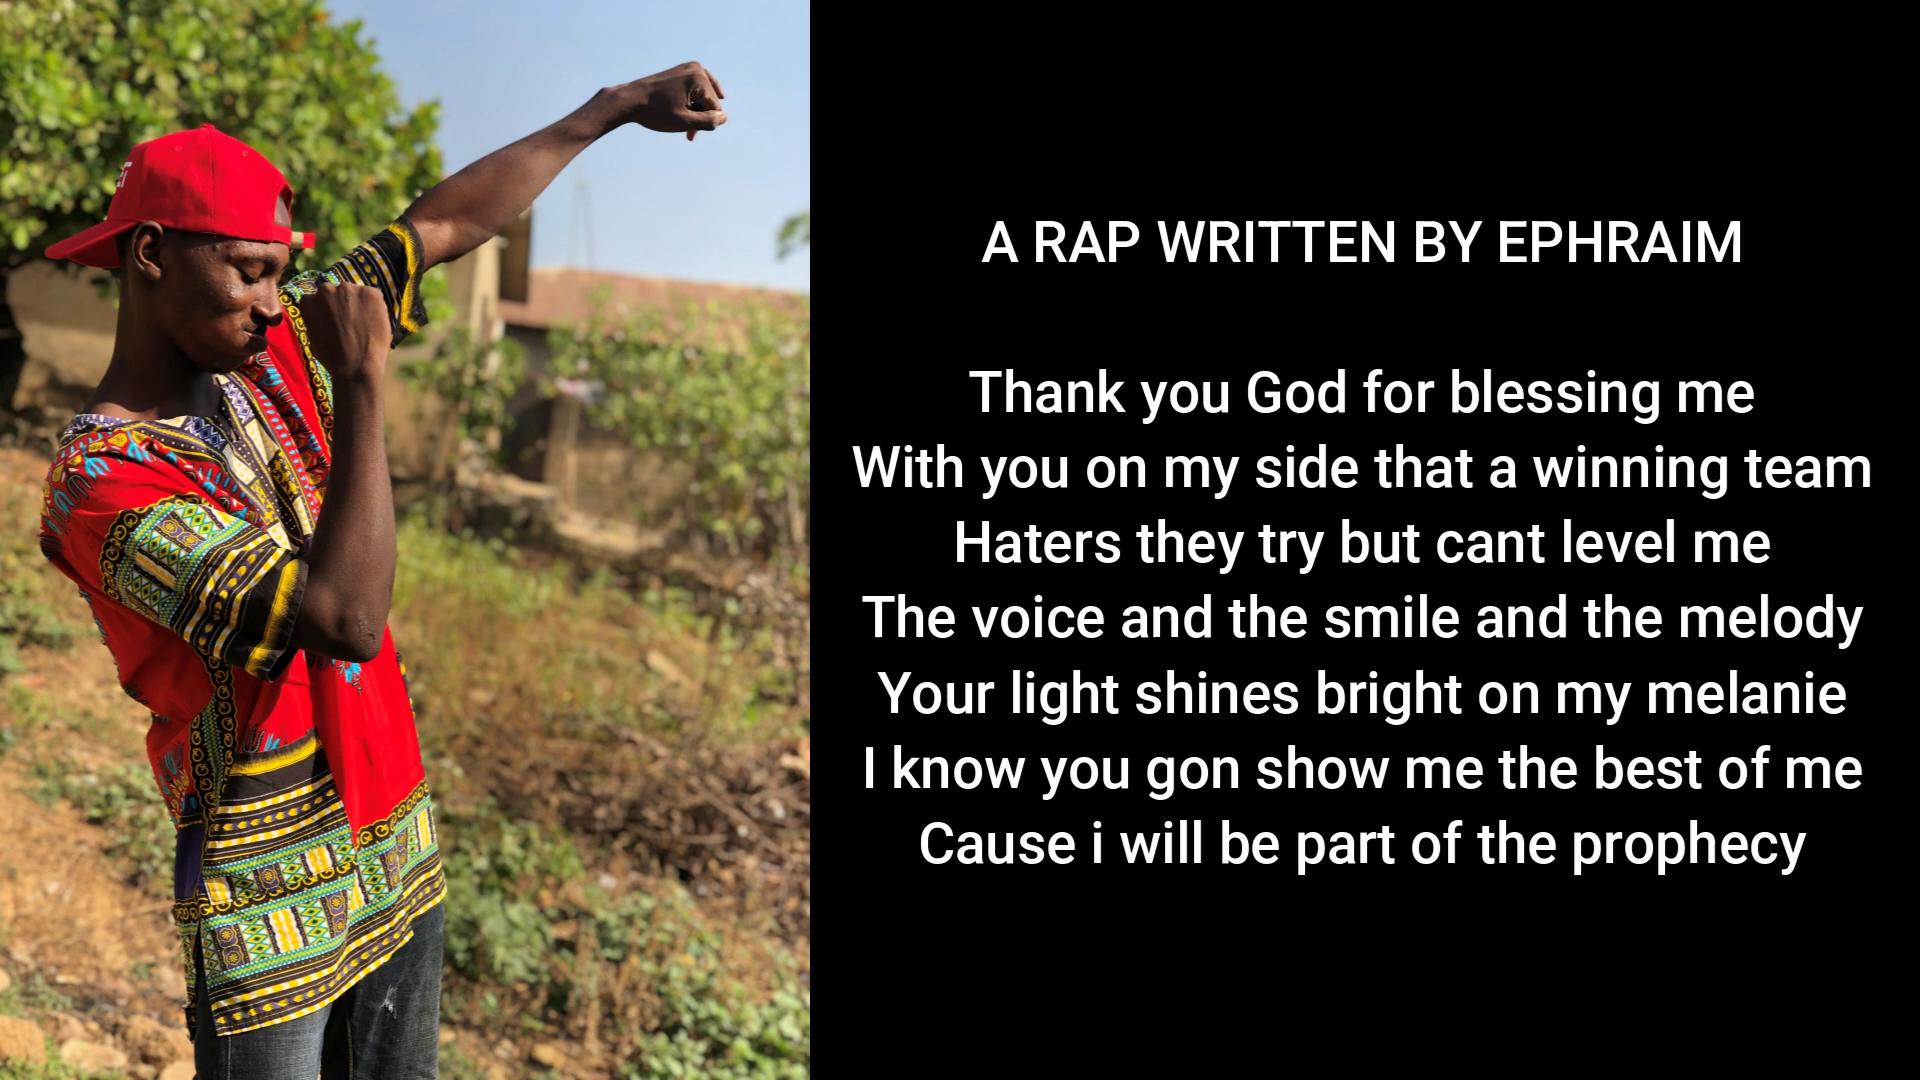 A RAP WRITTEN BY EPHRAIM
Thank you God for blessing me
With you on my side that a winning team
Haters they try but cant level me
The voice and the smile and the melody
Your light shines bright on my melanie
I know you gon show me the best of me
Cause i will be part of the prophecy